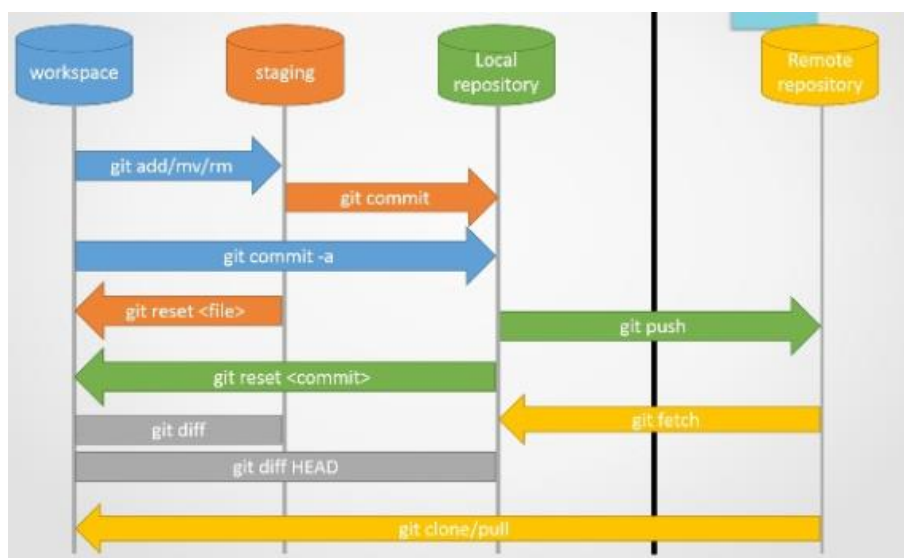 workspace
staging
Local
repository
Remote
repository
git add/mv/rm
git commit
git commit -a
git reset <file>
git push
git reset <commit>
git fetch
git diff
git diff HEAD
git clone/pull